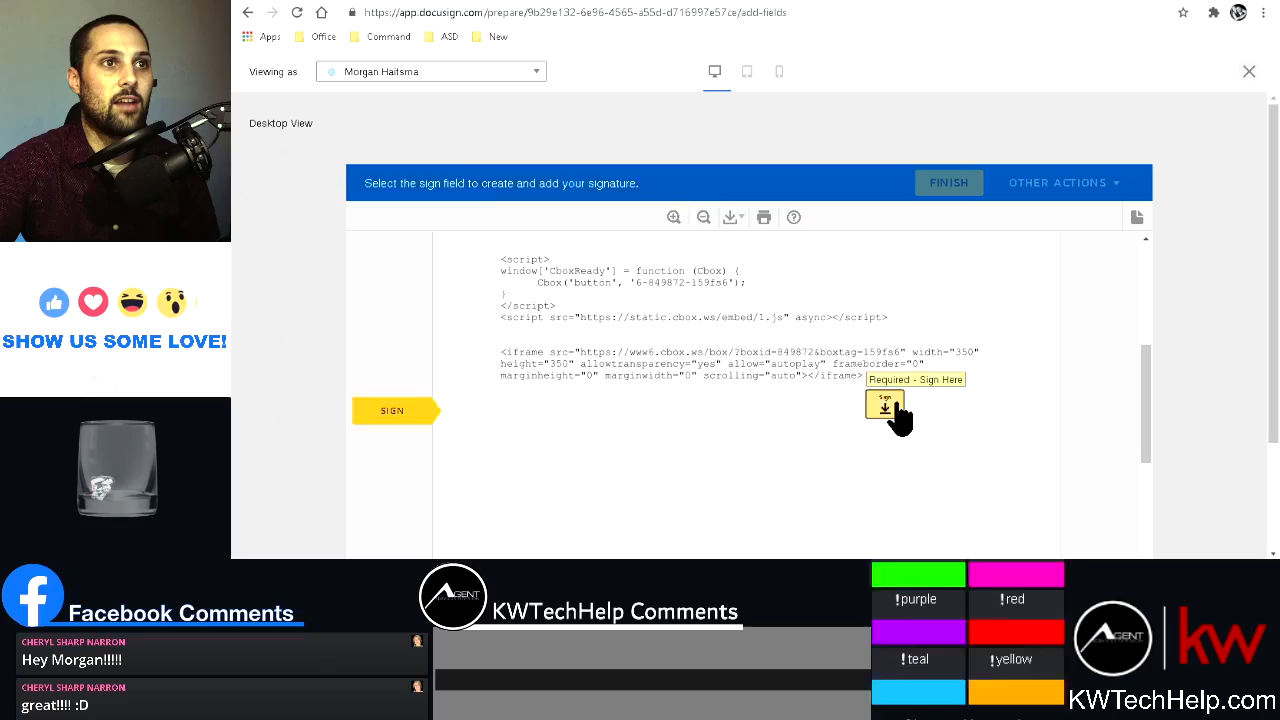 https://app.docusign.com/prepare/9b29e132-6e96-4565-a55d-d716997e57ce/add-fields
Apps
Office
Command
ASD
New
Viewing as
Morgan Haitsma
Desktop View
Select the sign field to create and add your signature.
FINISH
OTHER ACTIONS
<script>
window['CboxReady'] = function (Cbox) {
Cbox('button', '6-849872-159fs6');
}
</script>
<script src="https://static.cbox.ws/embed/1.js" async></script>
<iframe src="https://www6.cbox.ws/box/?boxid=849872&boxtag=159fs6" width="350"
height="350" allowtransparency="yes" allow="autoplay" frameborder="0"
marginheight="0" marginwidth="0" scrolling="auto"></iframe>
Required - Sign Here
Sign
SIGN
SHOW US SOME LOVE!
Facebook Comments
CHERYL SHARP NARRON
Hey Morgan!!!!!
CHERYL SHARP NARRON
great!!!! :D
AGENT
KWTechHelp Comments
!purple
!red
!teal
!yellow
AGENT
kw
KWTechHelp.com